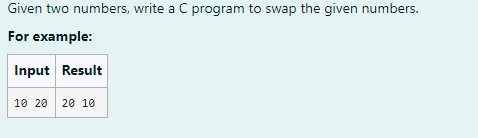 Given two numbers, write a C program to swap the given numbers.
For example:
Input Result
10 20 20 10